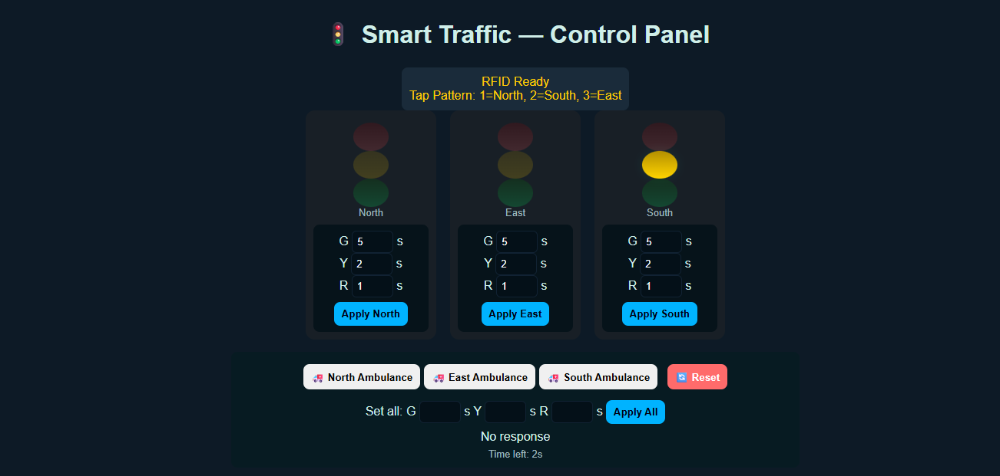 Smart Traffic — Control Panel
RFID Ready
Tap Pattern: 1=North, 2=South, 3=East
North
G 5 s
Y 2 s
R 1 s
Apply North
East
G 5 s
Y 2 s
R 1 s
Apply East
South
G 5 s
Y 2 s
R 1 s
Apply South
North Ambulance East Ambulance South Ambulance Reset
Set all: G s Y s R s Apply All
No response
Time left: 2s